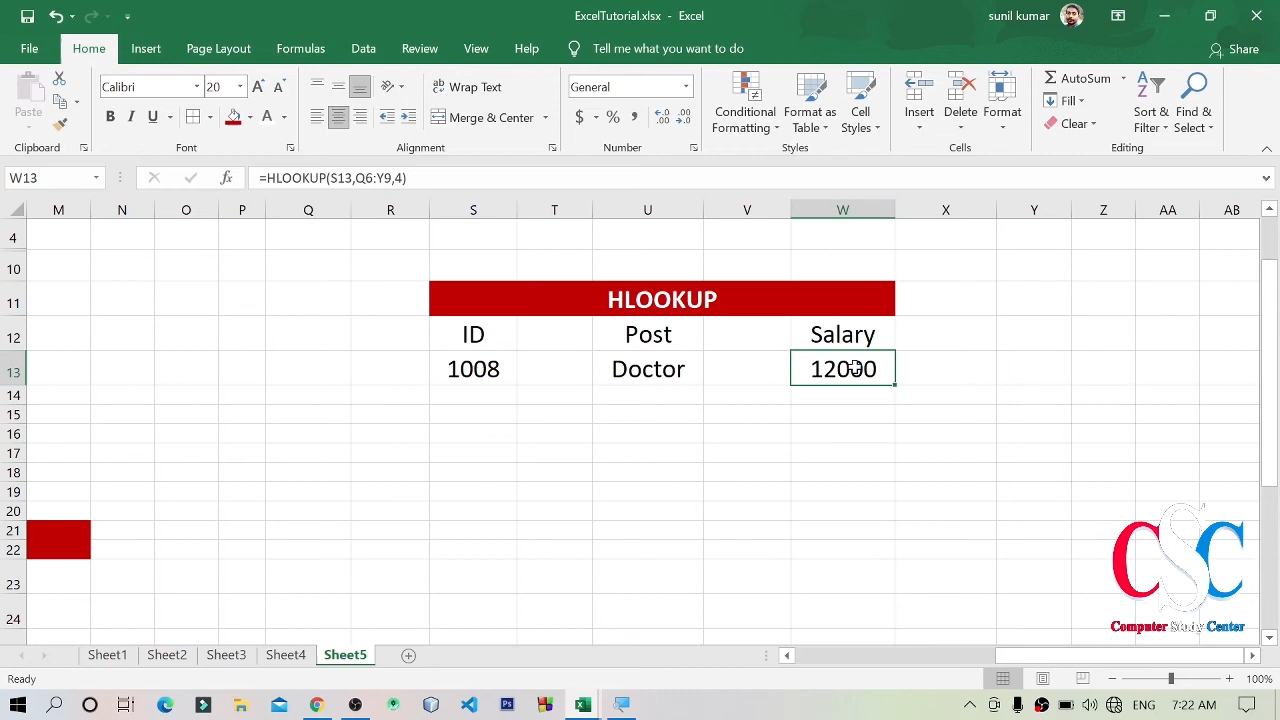 ExcelTutorial.xlsx - Excel
sunil kumar
File Home Insert Page Layout Formulas Data Review View Help Tell me what you want to do Share
Paste
Clipboard
Calibri 20
B I U
Font
Wrap Text
Merge & Center
Alignment
General
$ % ,
Number
Conditional Formatting
Format as Table
Cell Styles
Styles
Insert
Delete
Format
Cells
AutoSum
Fill
Clear
Sort & Filter
Find & Select
Editing
W13 fx =HLOOKUP(S13,Q6:Y9,4)
M N O P Q R S T U V W X Y Z AA AB
4
10
11 HLOOKUP
12 ID Post Salary
13 1008 Doctor 12000
14
15
16
17
18
19
20
21
22
23
24
CSC
Computer Study Center
Sheet1 Sheet2 Sheet3 Sheet4 Sheet5
Ready 100%
ENG 7:22 AM